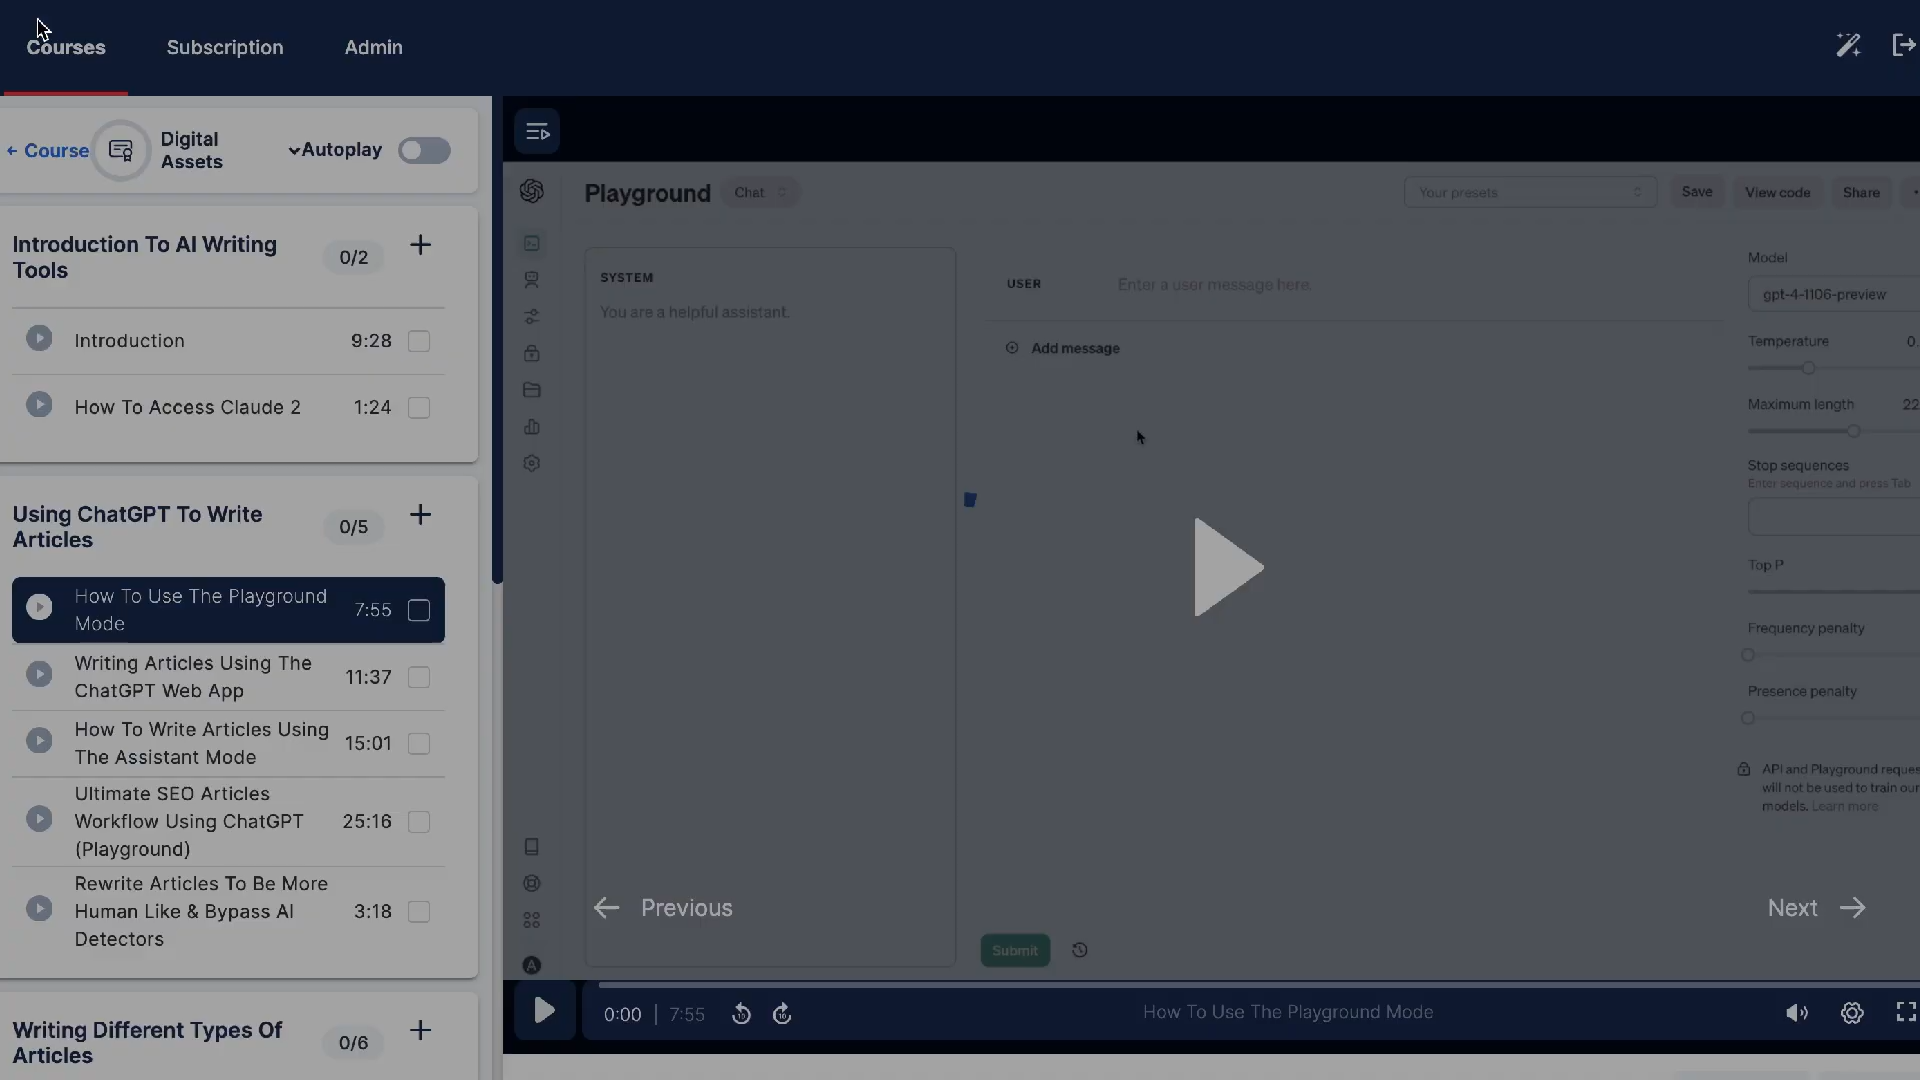 Courses
Subscription
Admin
← Course
Digital
Assets
Autoplay
Introduction To AI Writing
Tools
0/2
Introduction
9:28
How To Access Claude 2
1:24
Using ChatGPT To Write
Articles
0/5
How To Use The Playground
Mode
7:55
Writing Articles Using The
ChatGPT Web App
11:37
How To Write Articles Using
The Assistant Mode
15:01
Ultimate SEO Articles
Workflow Using ChatGPT
(Playground)
25:16
Rewrite Articles To Be More
Human Like & Bypass AI
Detectors
3:18
Writing Different Types Of
Articles
0/6
Playground
Chat
Your presets
Save
View code
Share
SYSTEM
You are a helpful assistant.
USER
Enter a user message here.
Add message
Model
gpt-4-1106-preview
Temperature
0.
Maximum length
22
Stop sequences
Enter sequence and press Tab
Top P
Frequency penalty
Presence penalty
API and Playground reques
will not be used to train our
models. Learn more
Previous
Next
Submit
A
0:00 | 7:55
10
10
How To Use The Playground Mode